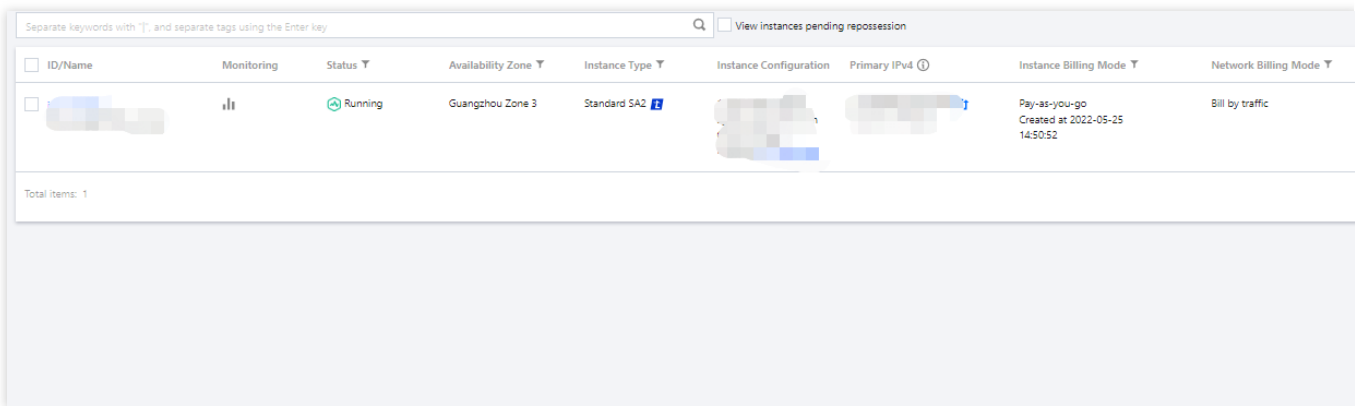 Separate keywords with "|", and separate tags using the Enter key
View instances pending repossession
ID/Name Monitoring Status Availability Zone Instance Type Instance Configuration Primary IPv4 Instance Billing Mode Network Billing Mode
Running Guangzhou Zone 3 Standard SA2 Pay-as-you-go Bill by traffic
Created at 2022-05-25
14:50:52
Total items: 1